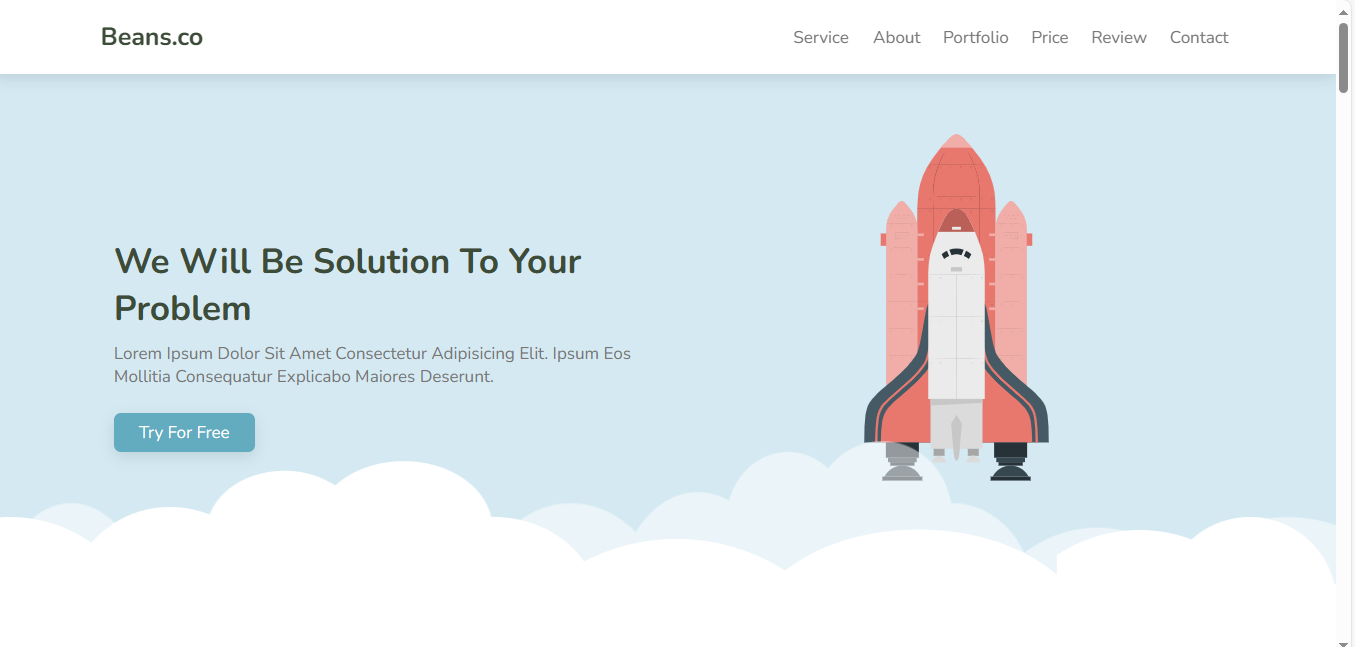 Beans.co
Service About Portfolio Price Review Contact
We Will Be Solution To Your
Problem
Lorem Ipsum Dolor Sit Amet Consectetur Adipisicing Elit. Ipsum Eos
Mollitia Consequatur Explicabo Maiores Deserunt.
Try For Free